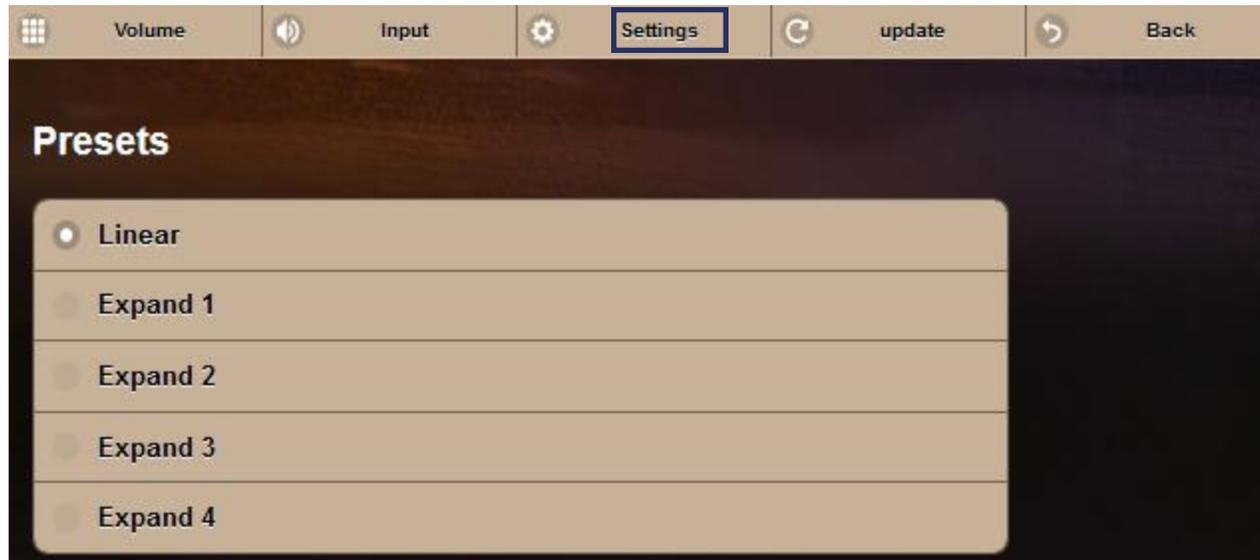 Volume Input Settings update Back
Presets
Linear
Expand 1
Expand 2
Expand 3
Expand 4